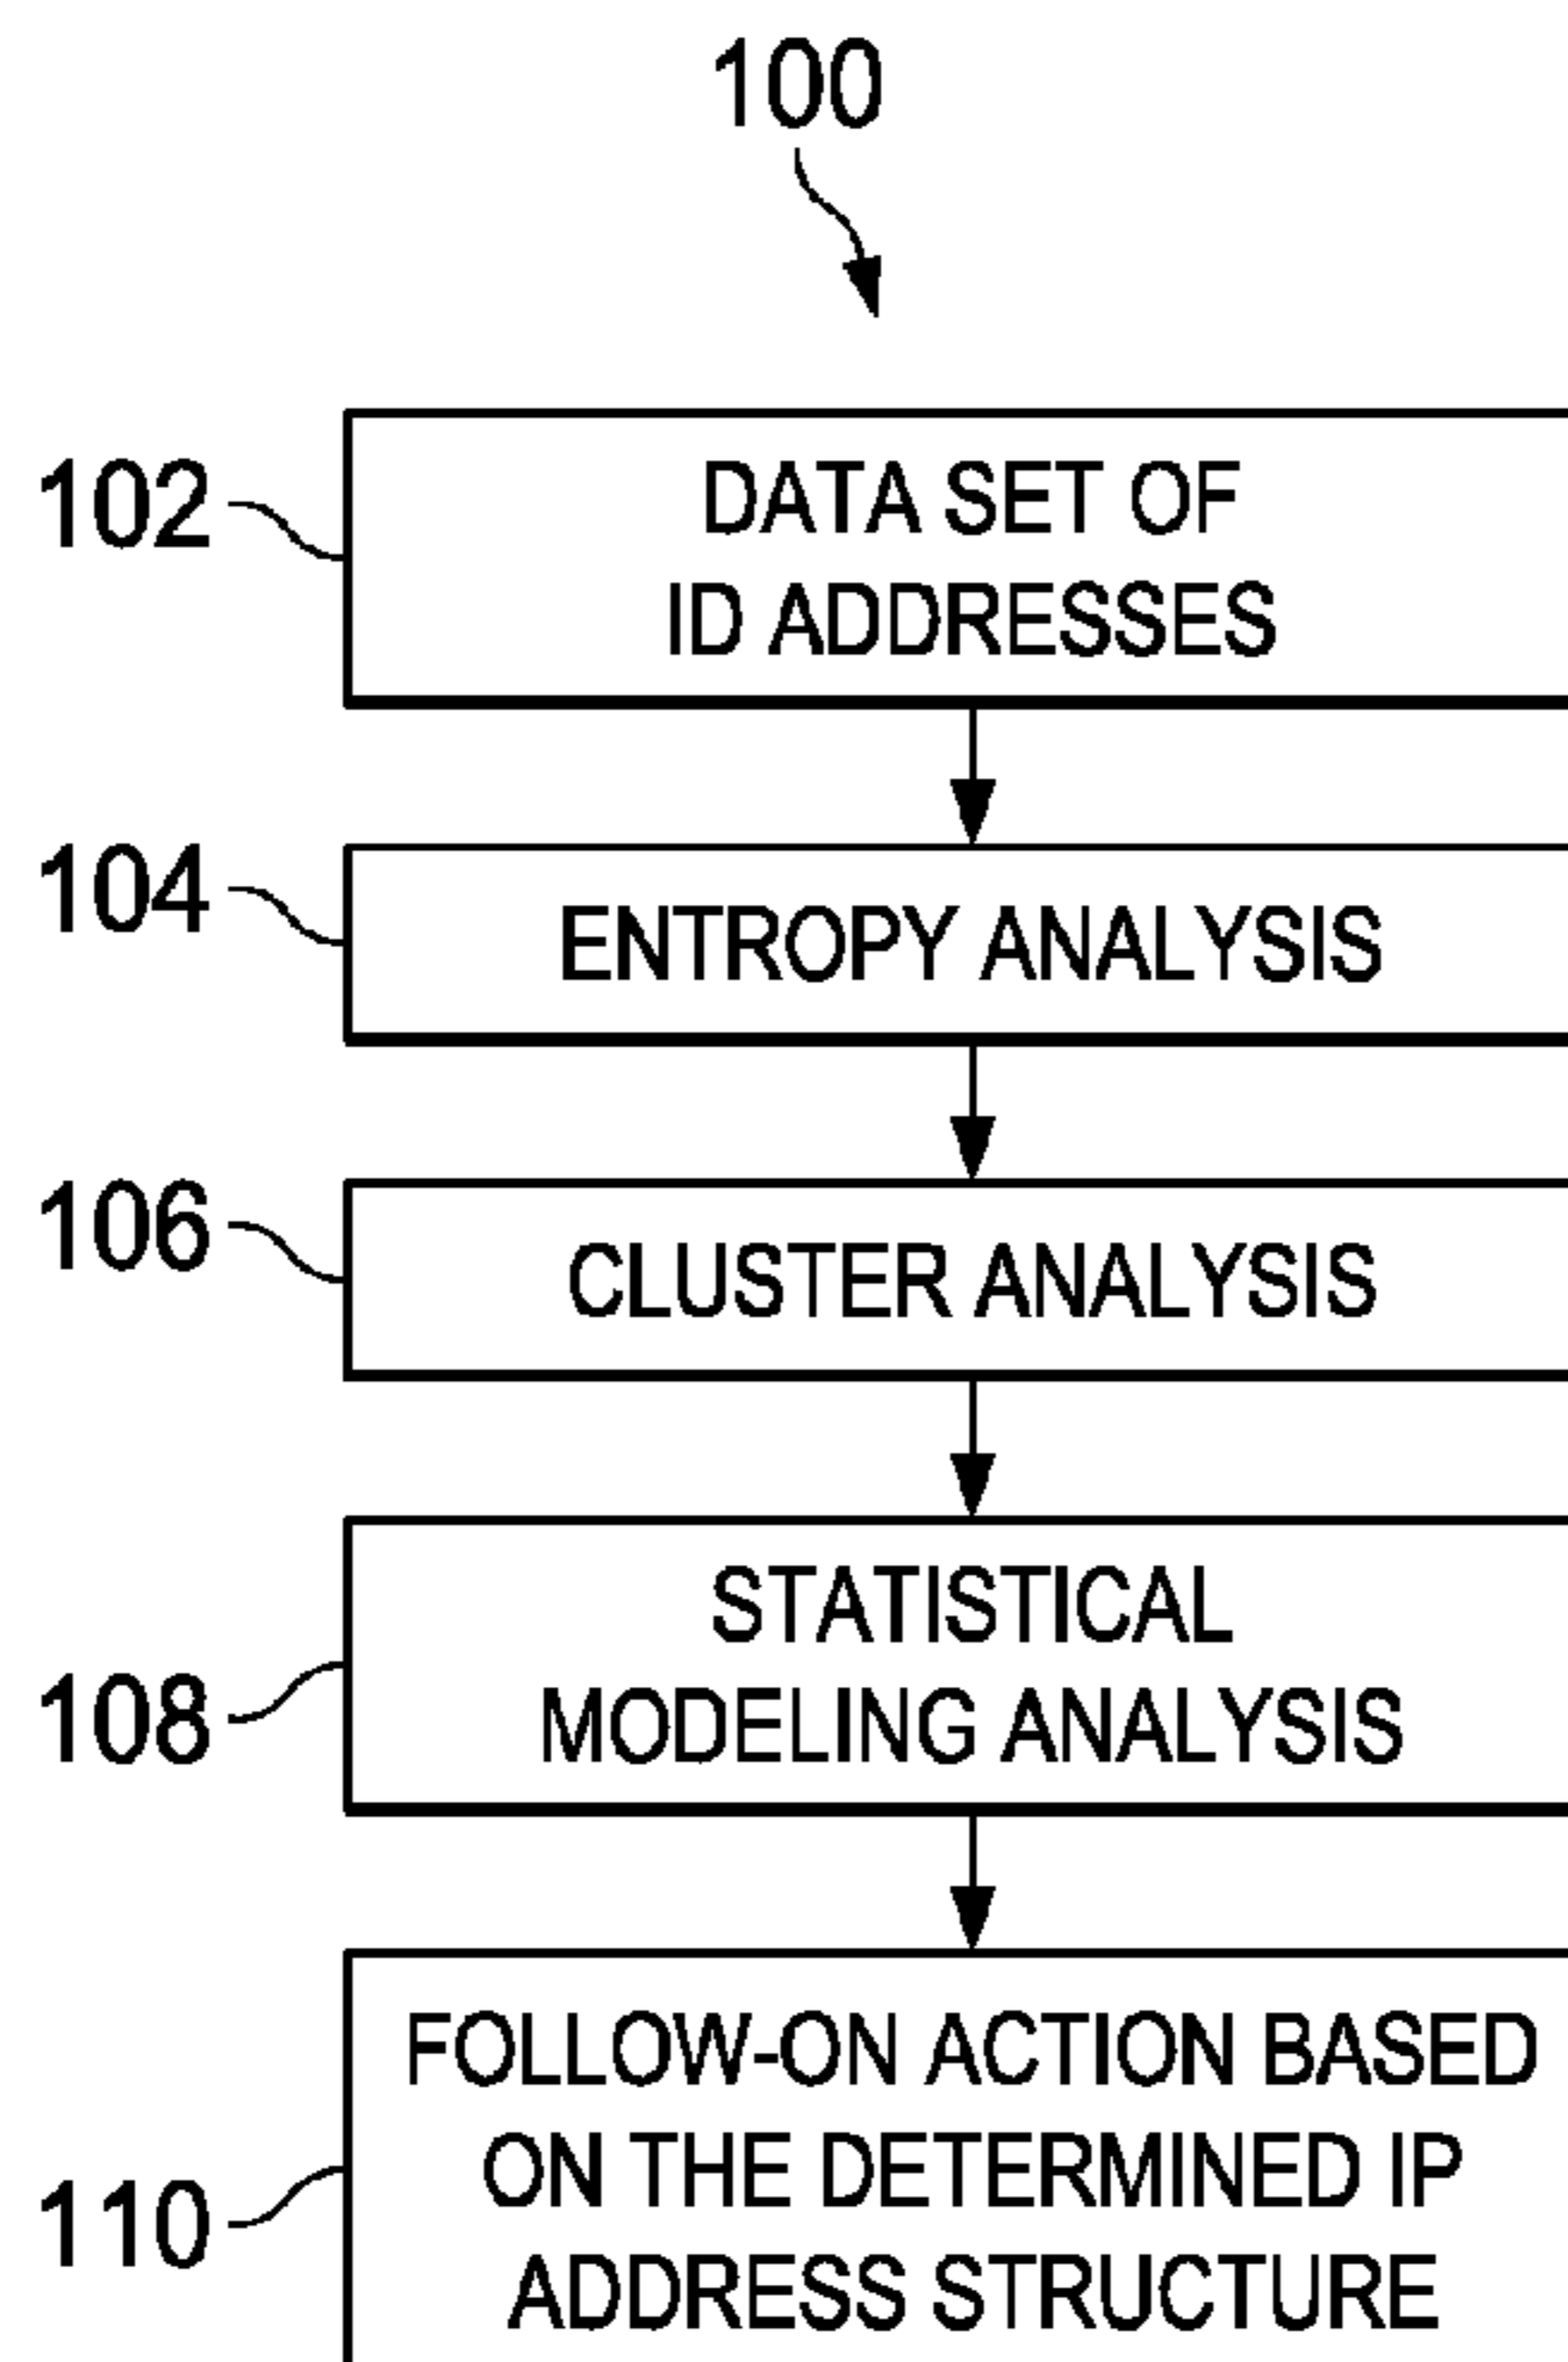 100
102
DATA SET OF
ID ADDRESSES
104
ENTROPY ANALYSIS
106
CLUSTER ANALYSIS
108
STATISTICAL
MODELING ANALYSIS
110
FOLLOW-ON ACTION BASED
ON THE DETERMINED IP
ADDRESS STRUCTURE